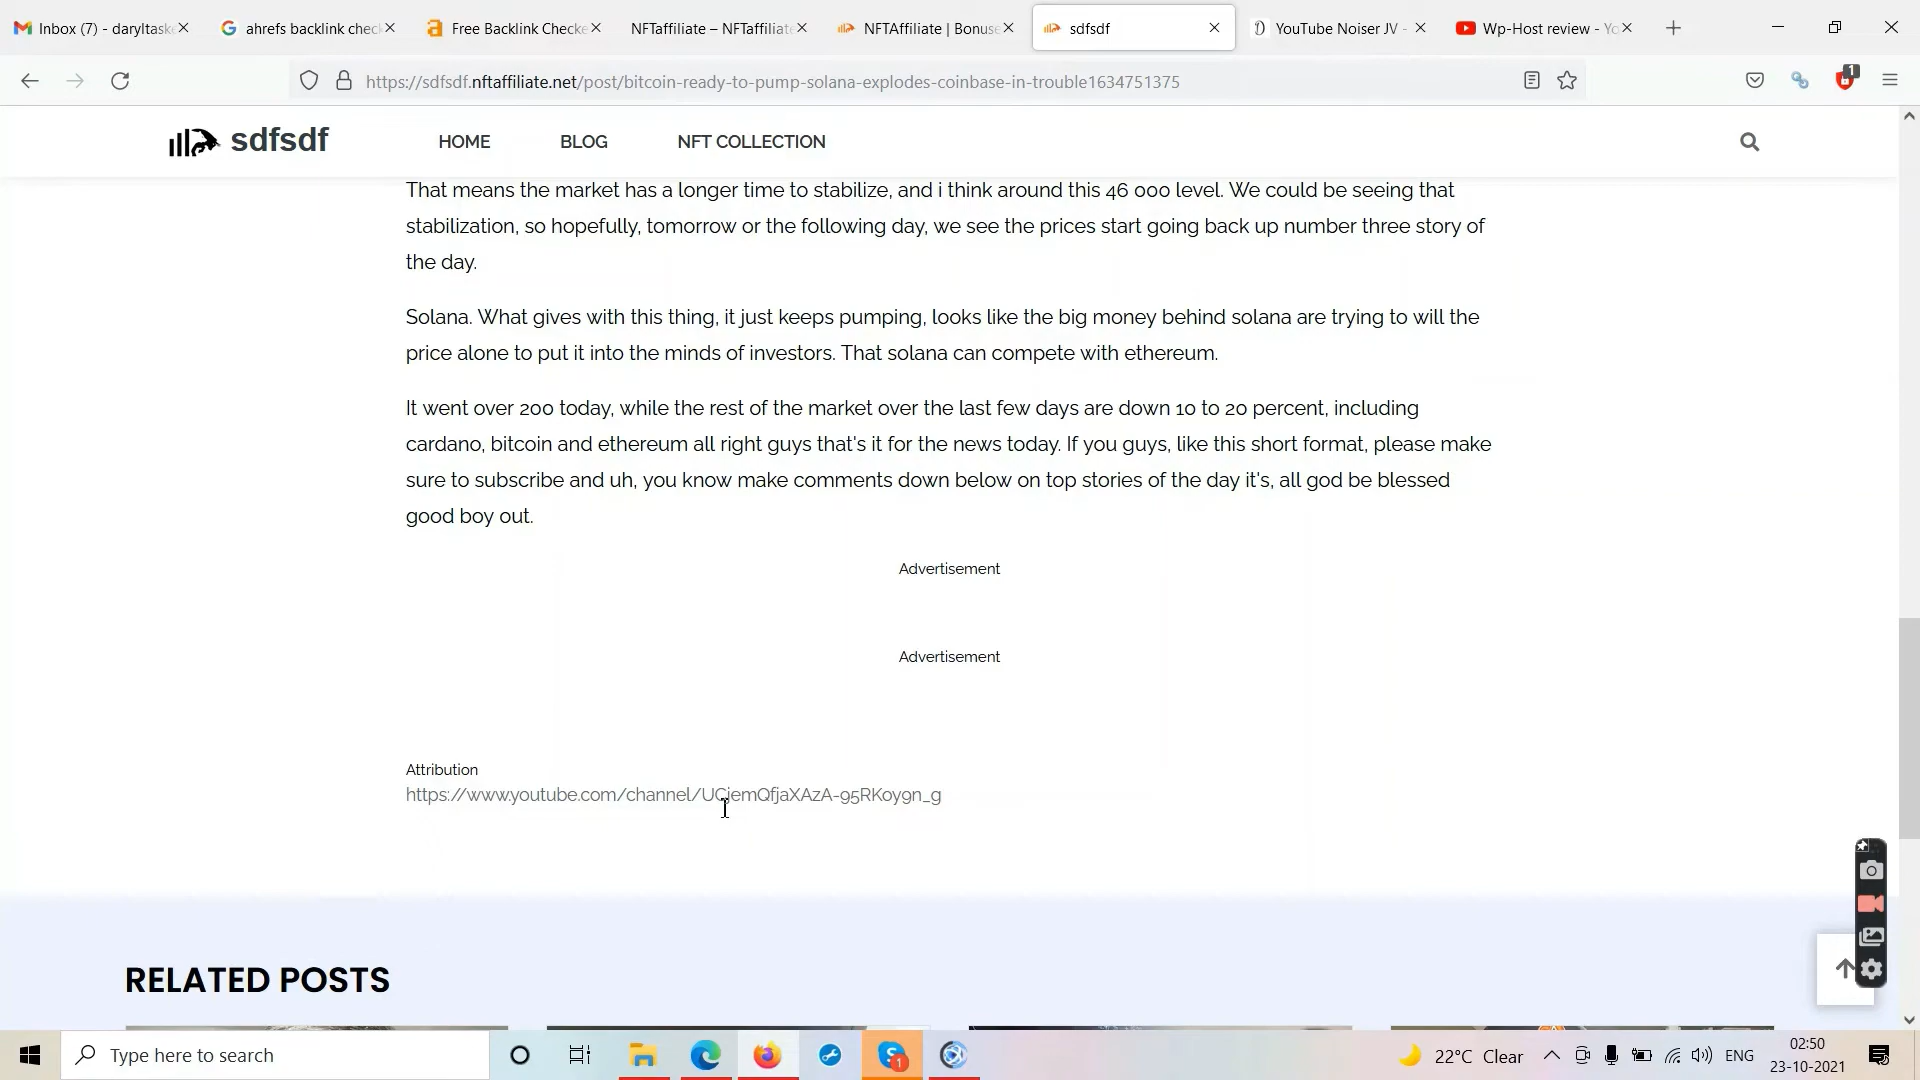 Inbox (7) - daryltask
ahrefs backlink chec
Free Backlink Checke
NFTaffiliate – NFTaffiliate
NFTAffiliate | Bonuse
sdfsdf
YouTube Noiser JV -
Wp-Host review - Yo
https://sdfsdf.nftaffiliate.net/post/bitcoin-ready-to-pump-solana-explodes-coinbase-in-trouble1634751375
1
sdfsdf
HOME
BLOG
NFT COLLECTION
That means the market has a longer time to stabilize, and i think around this 46 000 level. We could be seeing that
stabilization, so hopefully, tomorrow or the following day, we see the prices start going back up number three story of
the day.
Solana. What gives with this thing, it just keeps pumping, looks like the big money behind solana are trying to will the
price alone to put it into the minds of investors. That solana can compete with ethereum.
It went over 200 today, while the rest of the market over the last few days are down 10 to 20 percent, including
cardano, bitcoin and ethereum all right guys that's it for the news today. If you guys, like this short format, please make
sure to subscribe and uh, you know make comments down below on top stories of the day it's, all god be blessed
good boy out.
Advertisement
Advertisement
Attribution
https://www.youtube.com/channel/UCjemQfjaXAzA-95RKoy9n_g
RELATED POSTS
Type here to search
1
22°C Clear
ENG
02:50
23-10-2021